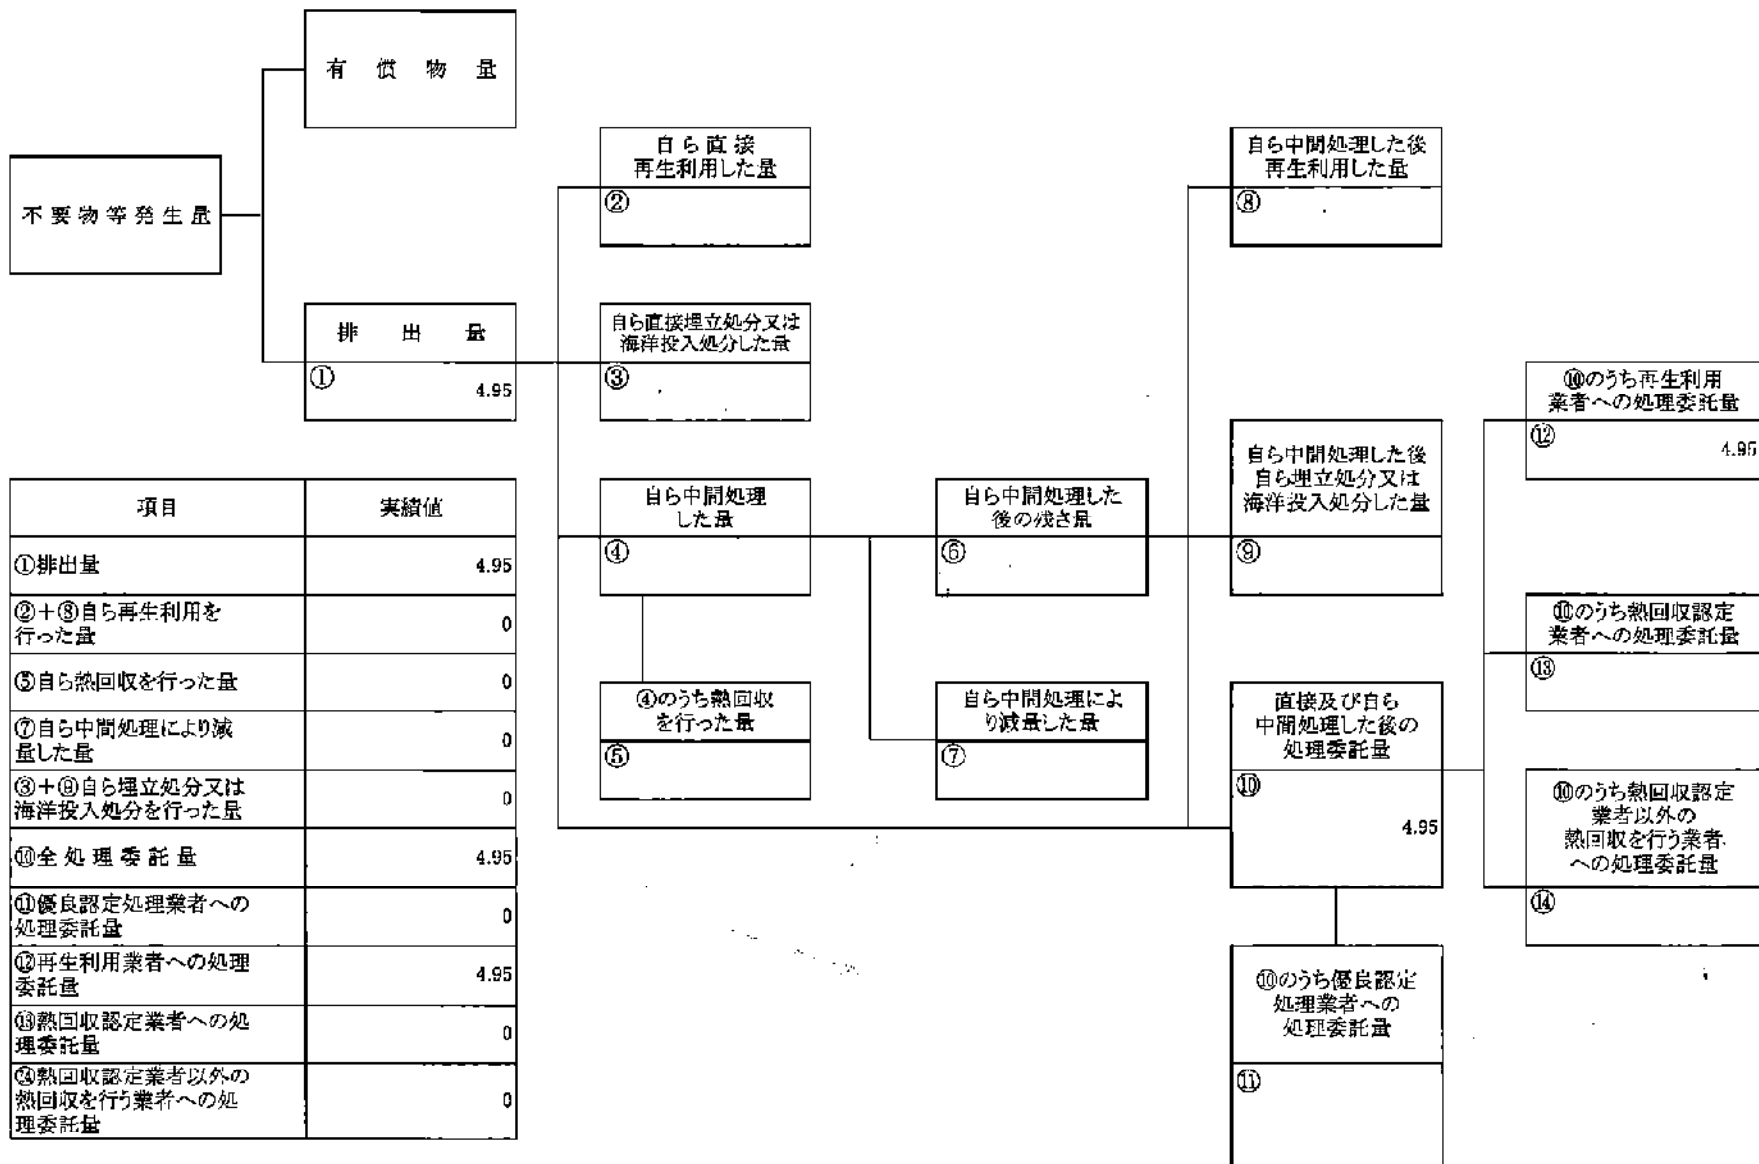 有償物量
不要物等発生量
排出量
①
4.95
自ら直接
再生利用した量
②
自ら直接埋立処分又は
海洋投入処分した量
③
自ら中間処理
した量
④
④のうち熱回収
を行った量
⑤
自ら中間処理した
後の残さ量
⑥
自ら中間処理によ
り減量した量
⑦
自ら中間処理した後
再生利用した量
⑧
自ら中間処理した後
自ら埋立処分又は
海洋投入処分した量
⑨
直接及び自ら
中間処理した後の
処理委託量
⑩
4.95
⑩のうち優良認定
処理業者への
処理委託量
⑪
⑩のうち再生利用
業者への処理委託量
⑫
4.95
⑩のうち熱回収認定
業者への処理委託量
⑬
⑩のうち熱回収認定
業者以外の
熱回収を行う業者
への処理委託量
⑭
項目 実績値
①排出量 4.95
②+⑧自ら再生利用を
行った量 0
⑤自ら熱回収を行った量 0
⑦自ら中間処理により減
量した量 0
③+⑨自ら埋立処分又は
海洋投入処分を行った量 0
⑩全処理委託量 4.95
⑪優良認定処理業者への
処理委託量 0
⑫再生利用業者への処理
委託量 4.95
⑬熱回収認定業者への処
理委託量 0
⑭熱回収認定業者以外の
熱回収を行う業者への処
理委託量 0